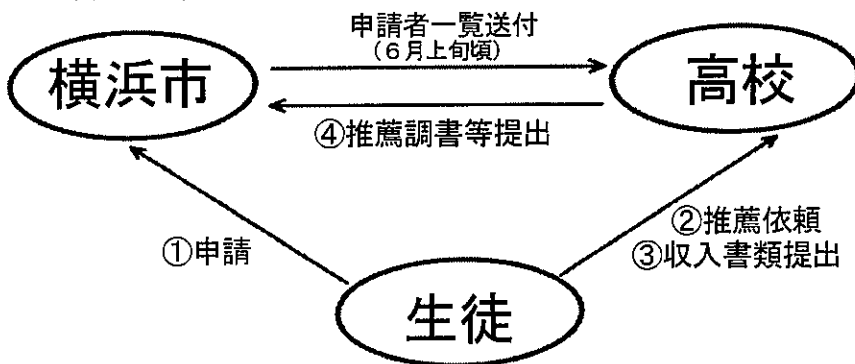 申請者一覧送付
(6月上旬頃)
横浜市
高校
④推薦調書等提出
①申請
②推薦依頼
③収入書類提出
生徒